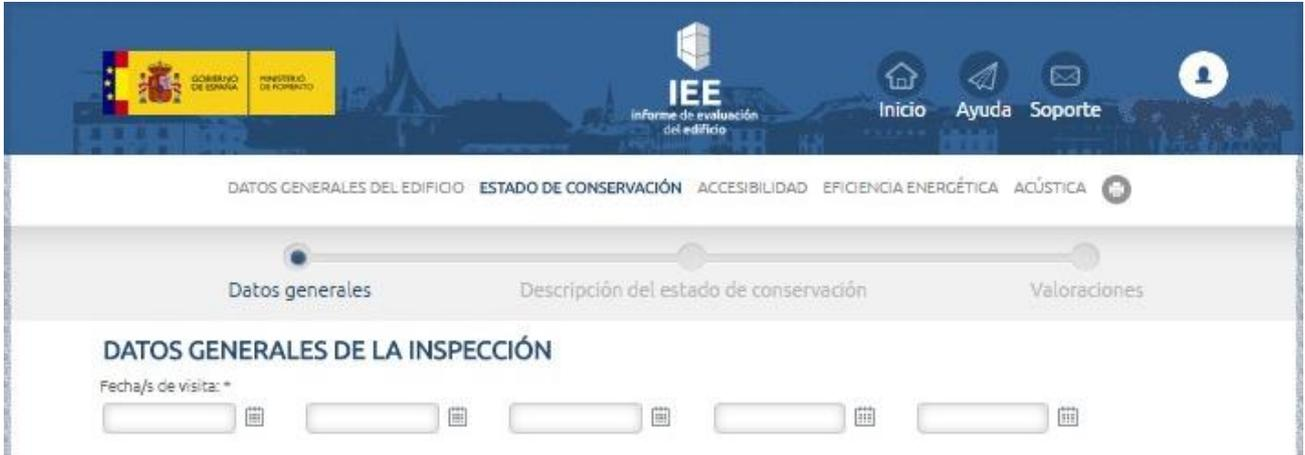 GOBIERNO DE ESPAÑA
MINISTERIO DE FOMENTO
IEE
informe de evaluación
del edificio
Inicio Ayuda Soporte
DATOS GENERALES DEL EDIFICIO ESTADO DE CONSERVACIÓN ACCESIBILIDAD EFICIENCIA ENERGÉTICA ACÚSTICA
Datos generales Descripción del estado de conservación Valoraciones
DATOS GENERALES DE LA INSPECCIÓN
Fecha/s de visita: *